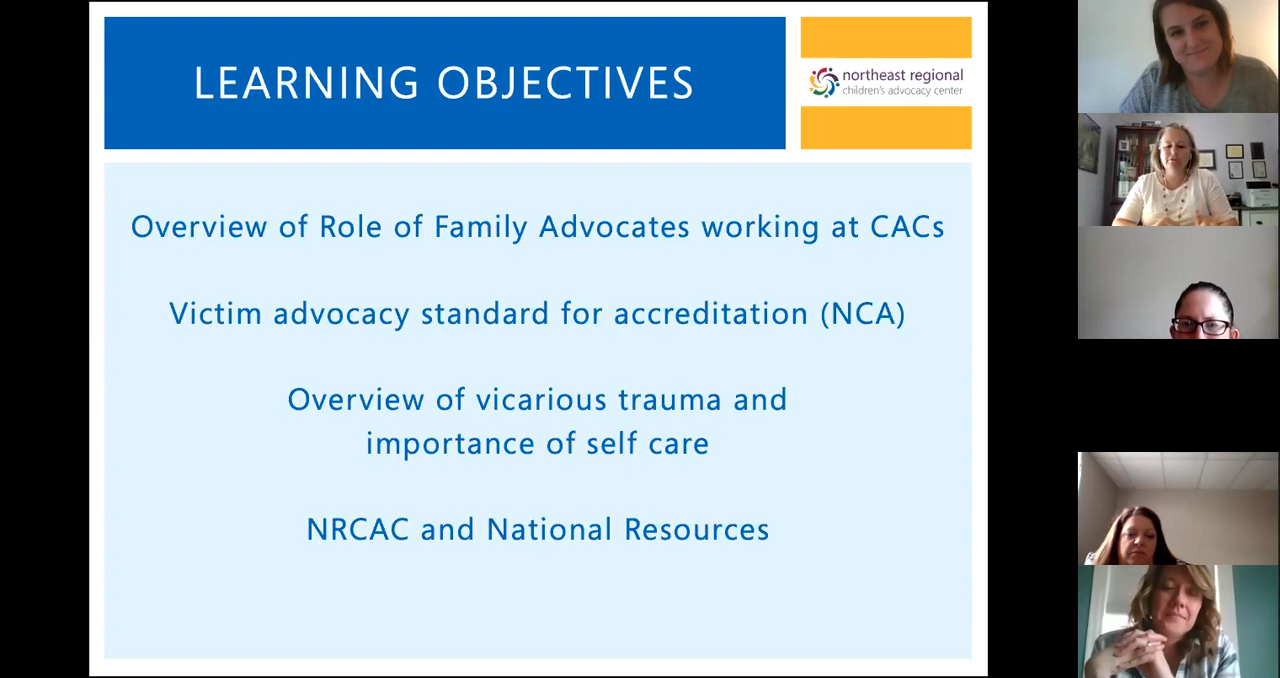 LEARNING OBJECTIVES
northeast regional
children's advocacy center
Overview of Role of Family Advocates working at CACs
Victim advocacy standard for accreditation (NCA)
Overview of vicarious trauma and
importance of self care
NRCAC and National Resources